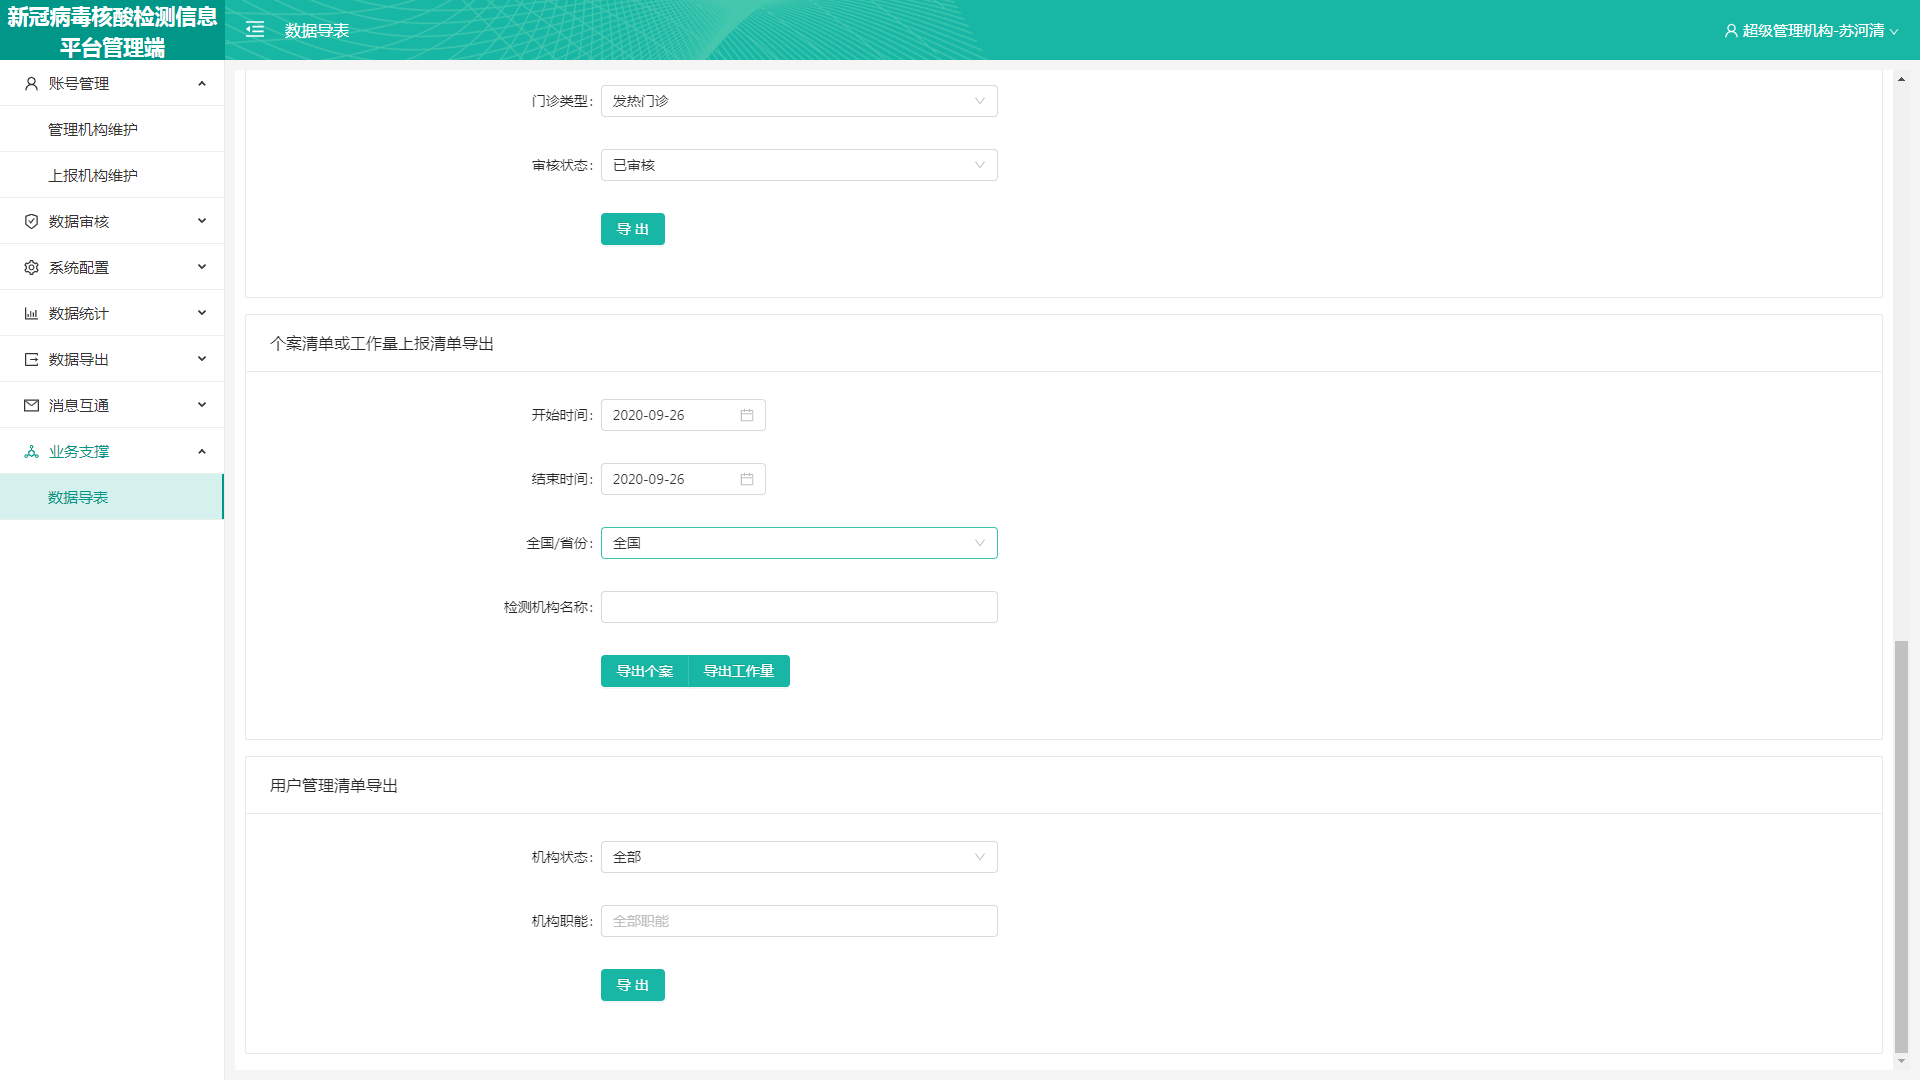 新冠病毒核酸检测信息
平台管理端
数据导表
超级管理机构-苏河清
账号管理
管理机构维护
上报机构维护
数据审核
系统配置
数据统计
数据导出
消息互通
业务支撑
数据导表
门诊类型: 发热门诊
审核状态: 已审核
导 出
个案清单或工作量上报清单导出
开始时间: 2020-09-26
结束时间: 2020-09-26
全国/省份: 全国
检测机构名称:
导出个案 导出工作量
用户管理清单导出
机构状态: 全部
机构职能: 全部职能
导 出